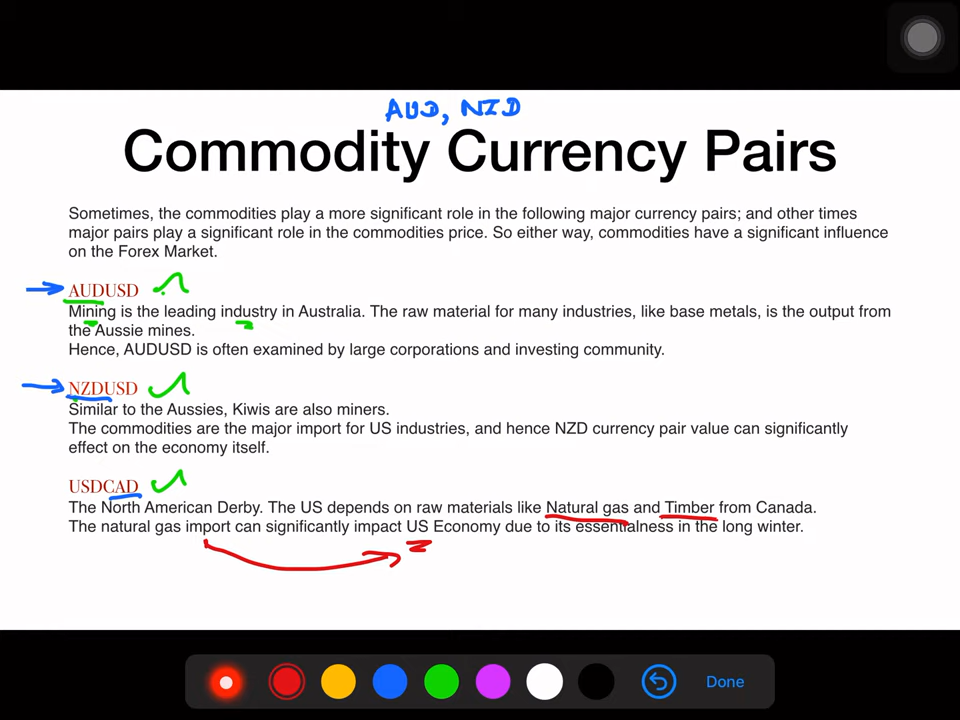 AUD, NZD
Commodity Currency Pairs
Sometimes, the commodities play a more significant role in the following major currency pairs; and other times
major pairs play a significant role in the commodities price. So either way, commodities have a significant influence
on the Forex Market.
AUDUSD
Mining is the leading industry in Australia. The raw material for many industries, like base metals, is the output from
the Aussie mines.
Hence, AUDUSD is often examined by large corporations and investing community.
NZDUSD
Similar to the Aussies, Kiwis are also miners.
The commodities are the major import for US industries, and hence NZD currency pair value can significantly
effect on the economy itself.
USDCAD
The North American Derby. The US depends on raw materials like Natural gas and Timber from Canada.
The natural gas import can significantly impact US Economy due to its essentialness in the long winter.
Done